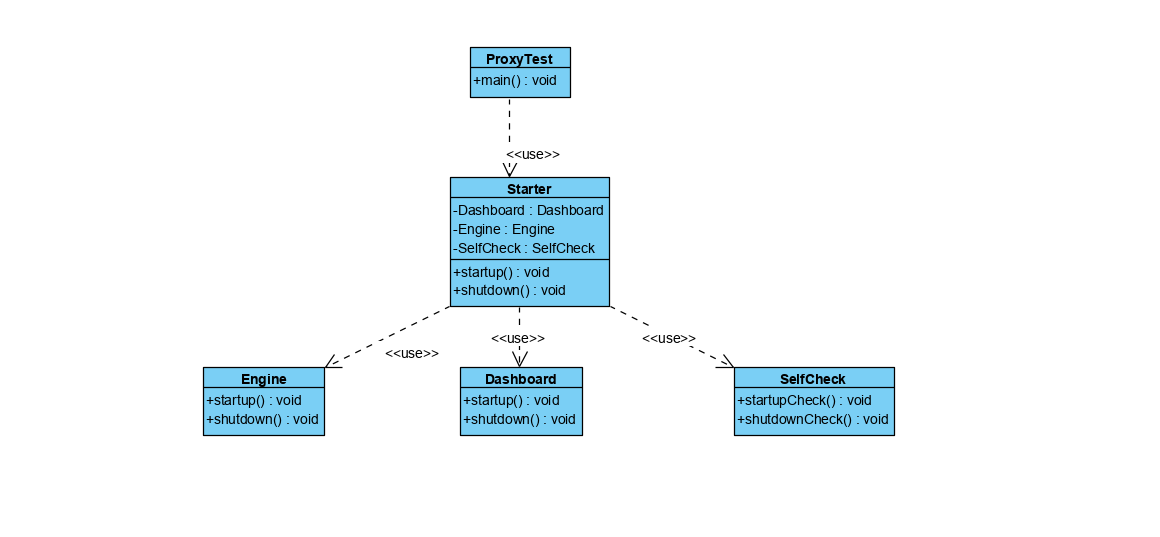 ProxyTest
+main() : void
<<use>>
Starter
-Dashboard : Dashboard
-Engine : Engine
-SelfCheck : SelfCheck
+startup() : void
+shutdown() : void
<<use>>
<<use>>
<<use>>
Engine
+startup() : void
+shutdown() : void
Dashboard
+startup() : void
+shutdown() : void
SelfCheck
+startupCheck() : void
+shutdownCheck() : void